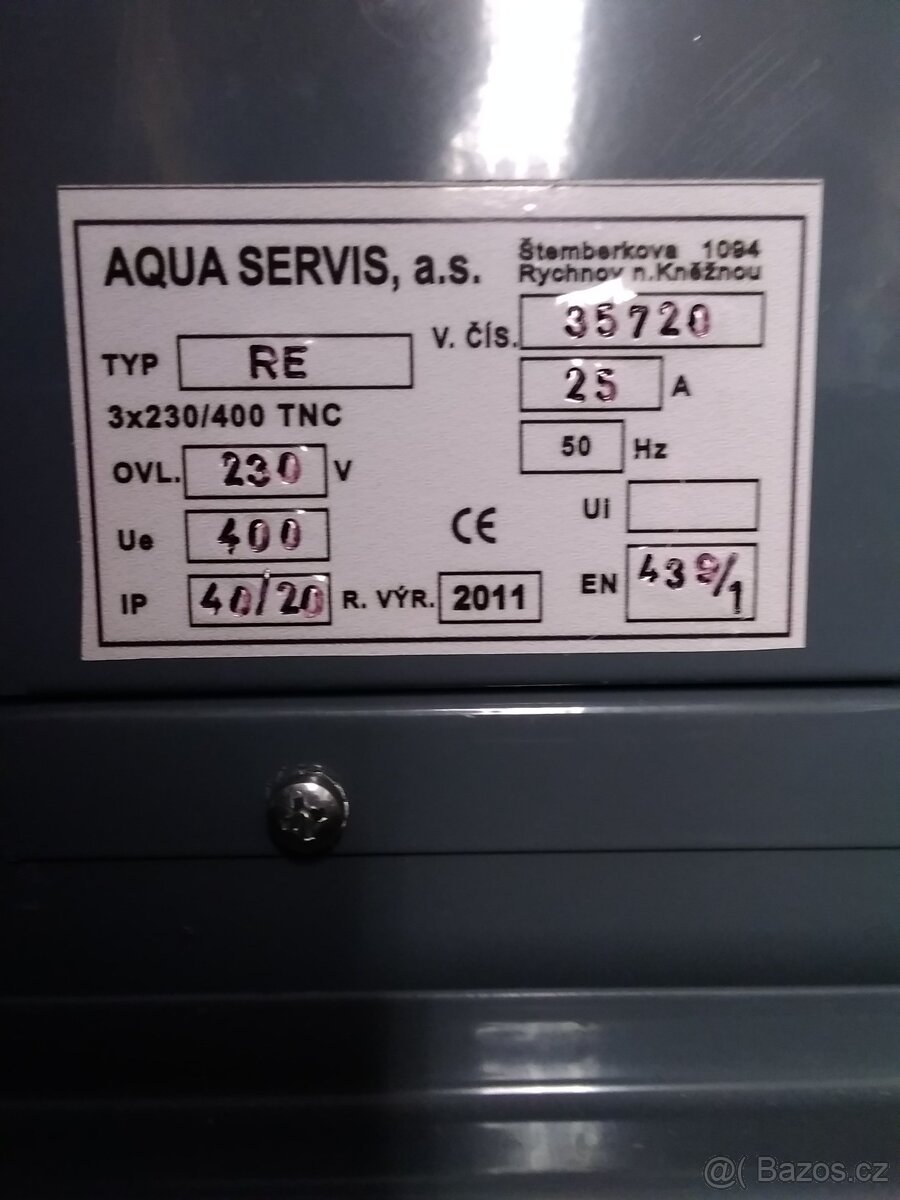 AQUA SERVIS, a.s.
Štemberkova 1094
Rychnov n.Kněžnou
V. ČÍS. 35720
TYP RE
25 A
3x230/400 TNC
50 Hz
OVL. 230 V
UI
Ue 400
CE
EN 439/1
IP 40/20 R. VÝR. 2011
@( Bazos.cz